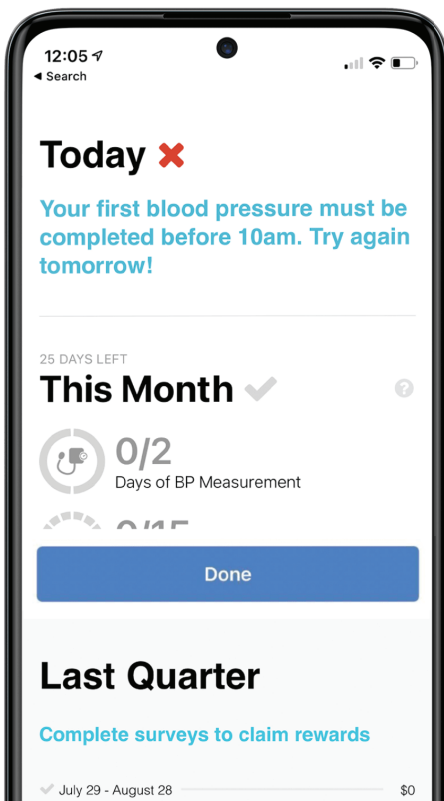 12:05
◀ Search
Today ✖
Your first blood pressure must be
completed before 10am. Try again
tomorrow!
25 DAYS LEFT
This Month
?
0/2
Days of BP Measurement
0/15
Done
Last Quarter
Complete surveys to claim rewards
July 29 - August 28
$0